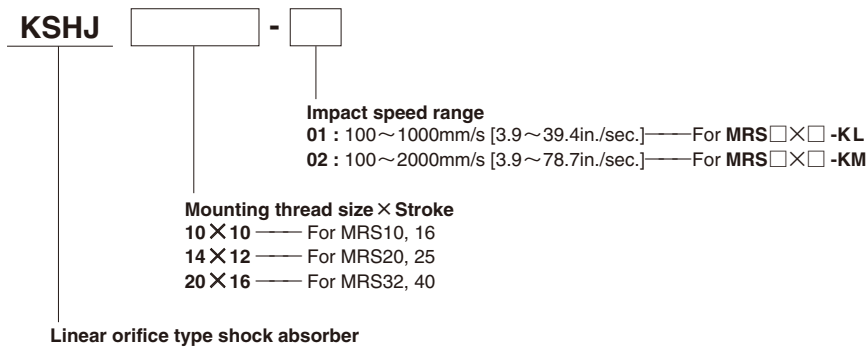 KSHJ □ - □
Impact speed range
01 : 100～1000mm/s [3.9～39.4in./sec.]——For MRS□×□ -KL
02 : 100～2000mm/s [3.9～78.7in./sec.]——For MRS□×□ -KM
Mounting thread size×Stroke
10×10 —— For MRS10, 16
14×12 —— For MRS20, 25
20×16 —— For MRS32, 40
Linear orifice type shock absorber